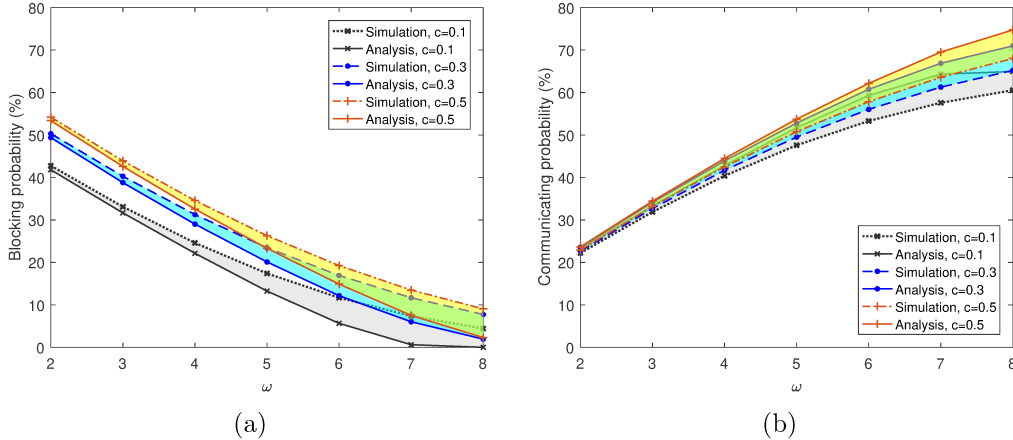 80
70
60
50
40
30
20
10
0
Blocking probability (%)
Simulation, c=0.1
Analysis, c=0.1
Simulation, c=0.3
Analysis, c=0.3
Simulation, c=0.5
Analysis, c=0.5
2 3 4 5 6 7 8
ω
(a)
80
70
60
50
40
30
20
10
0
Communicating probability (%)
Simulation, c=0.1
Analysis, c=0.1
Simulation, c=0.3
Analysis, c=0.3
Simulation, c=0.5
Analysis, c=0.5
2 3 4 5 6 7 8
ω
(b)